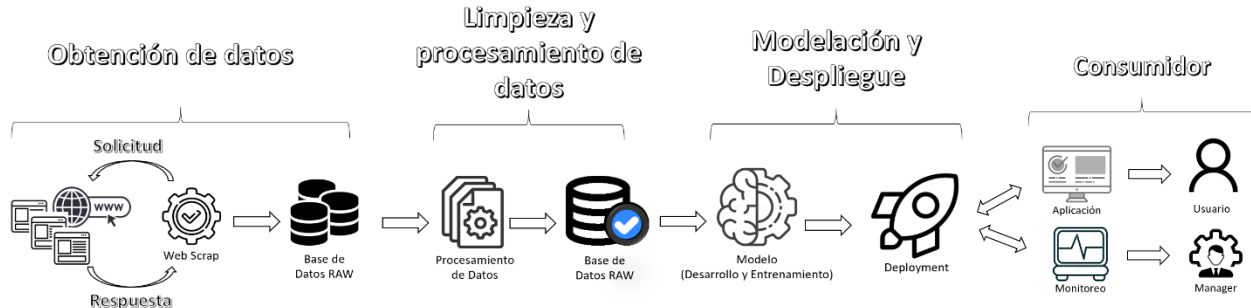 Obtención de datos
Limpieza y
procesamiento de
datos
Modelación y
Despliegue
Consumidor
Solicitud
www
Web Scrap
Respuesta
Base de
Datos RAW
Procesamiento
de Datos
Base de
Datos RAW
Modelo
(Desarrollo y Entrenamiento)
Deployment
Aplicación
Usuario
Monitoreo
Manager